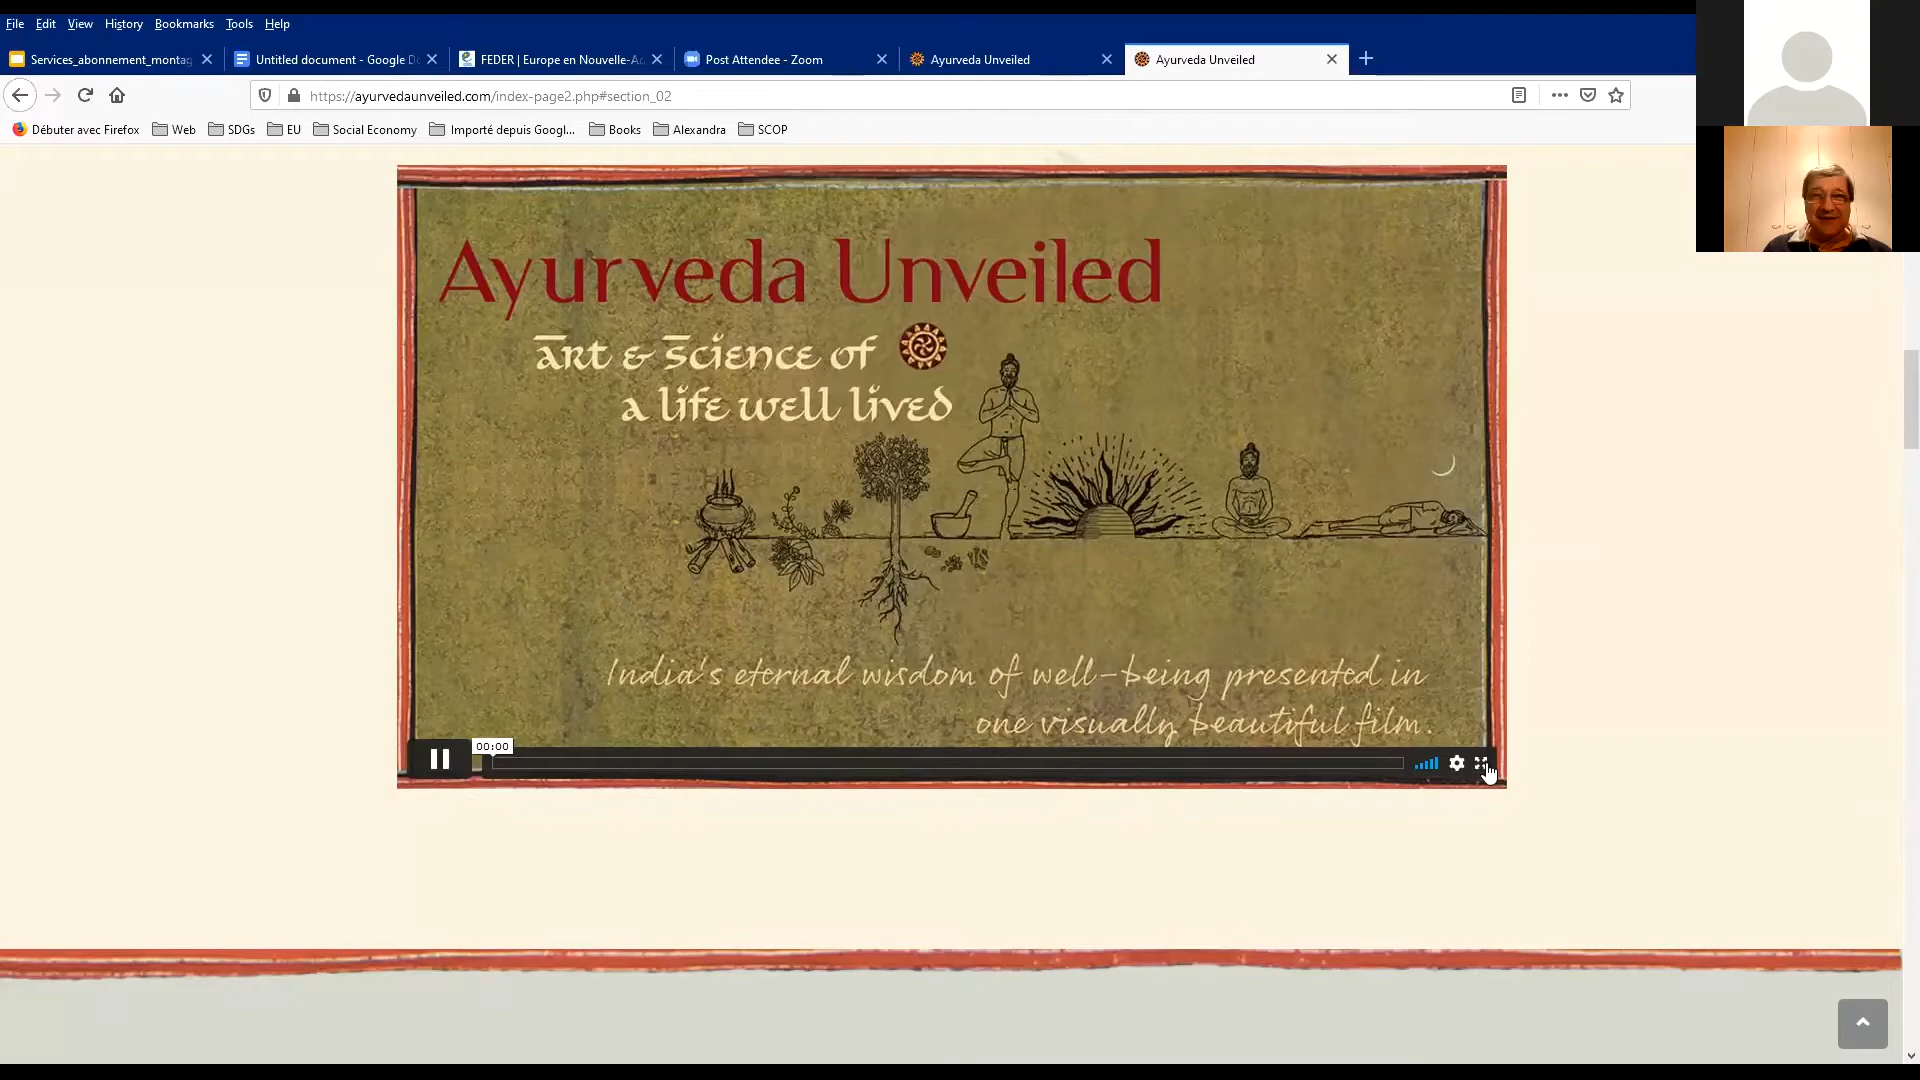 File Edit View History Bookmarks Tools Help
Services_abonnement_montag
Untitled document - Google Do
FEDER | Europe en Nouvelle-Ac
Post Attendee - Zoom
Ayurveda Unveiled
Ayurveda Unveiled
https://ayurvedaunveiled.com/index-page2.php#section_02
Débuter avec Firefox Web SDGs EU Social Economy Importé depuis Googl... Books Alexandra SCOP
Ayurveda Unveiled
art & science of
a life well lived
India's eternal wisdom of well-being presented in
one visually beautiful film.
00:00